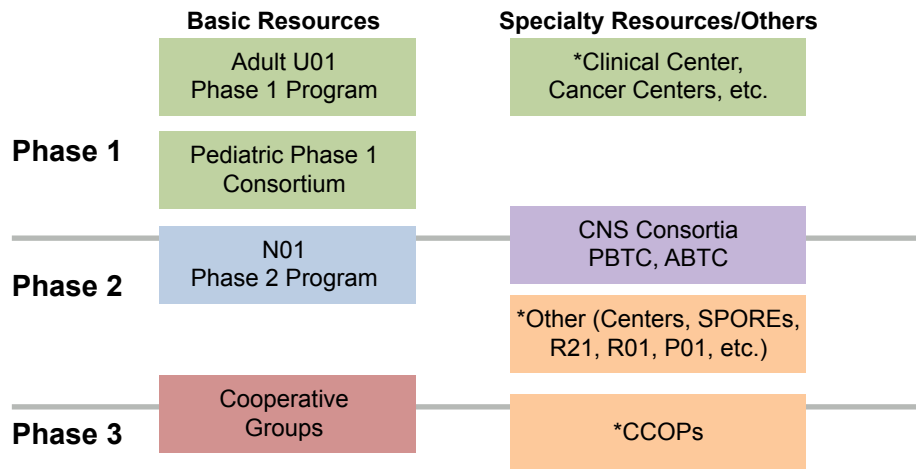 Basic Resources
Specialty Resources/Others
Adult U01
Phase 1 Program
*Clinical Center,
Cancer Centers, etc.
Phase 1
Pediatric Phase 1
Consortium
N01
Phase 2 Program
CNS Consortia
PBTC, ABTC
Phase 2
*Other (Centers, SPOREs,
R21, R01, P01, etc.)
Cooperative
Groups
Phase 3
*CCOPs